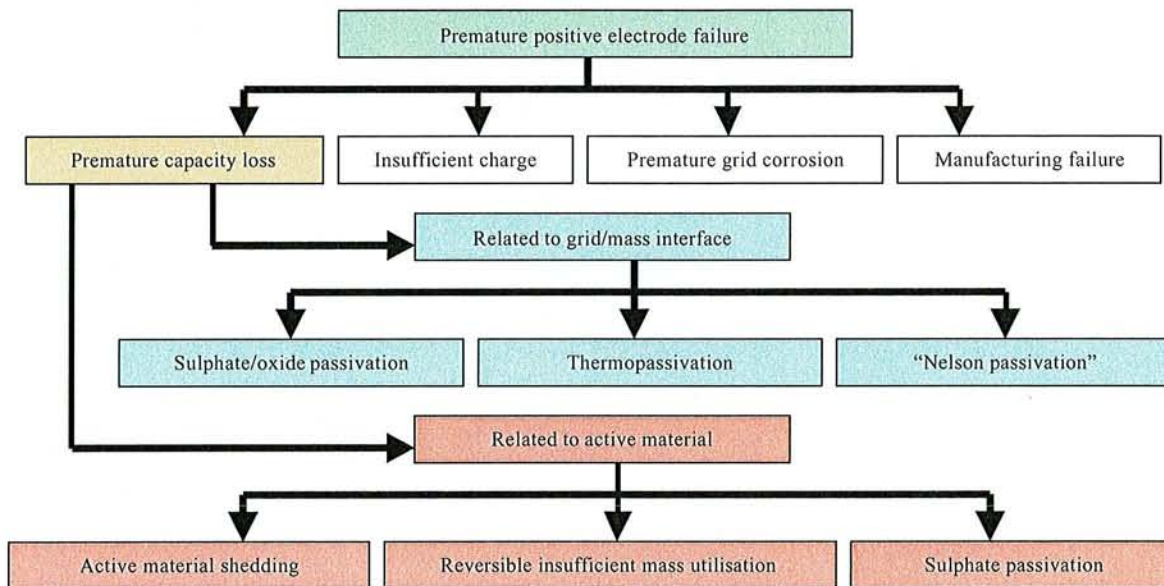 Premature positive electrode failure
Premature capacity loss
Insufficient charge
Premature grid corrosion
Manufacturing failure
Related to grid/mass interface
Sulphate/oxide passivation
Thermopassivation
“Nelson passivation”
Related to active material
Active material shedding
Reversible insufficient mass utilisation
Sulphate passivation